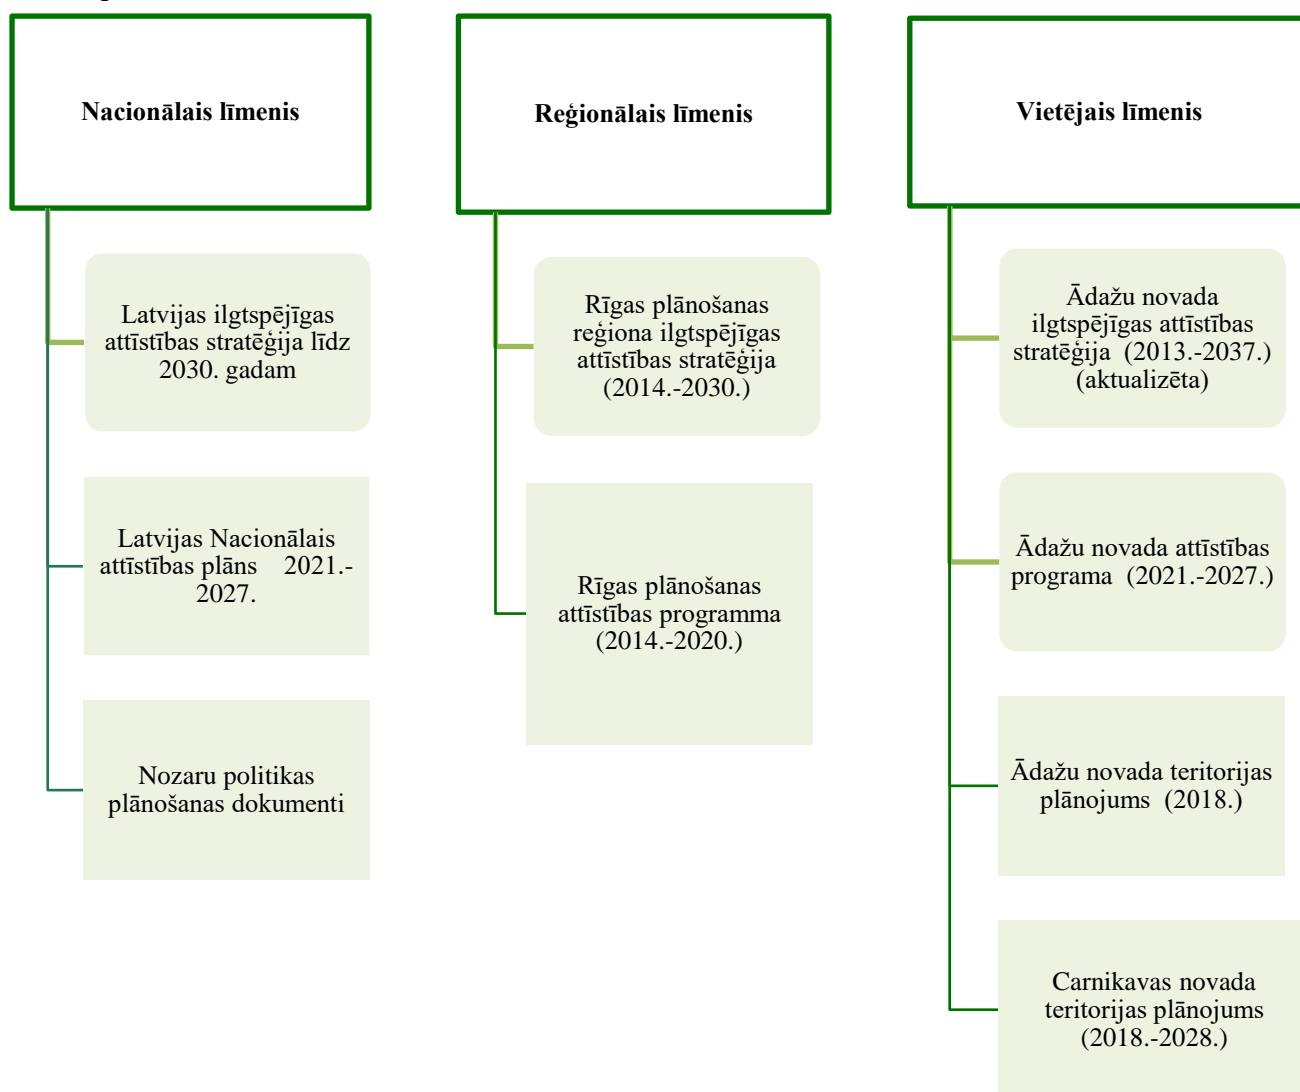 Nacionālais līmenis
Latvijas ilgtspējīgas
attīstības stratēģija līdz
2030. gadam
Latvijas Nacionālais
attīstības plāns 2021.-
2027.
Nozaru politikas
plānošanas dokumenti
Reģionālais līmenis
Rīgas plānošanas
reģiona ilgtspējīgas
attīstības stratēģija
(2014.-2030.)
Rīgas plānošanas
attīstības programma
(2014.-2020.)
Vietējais līmenis
Ādažu novada
ilgtspējīgas attīstības
stratēģija (2013.-2037.)
(aktualizēta)
Ādažu novada attīstības
programa (2021.-2027.)
Ādažu novada teritorijas
plānojums (2018.)
Carnikavas novada
teritorijas plānojums
(2018.-2028.)